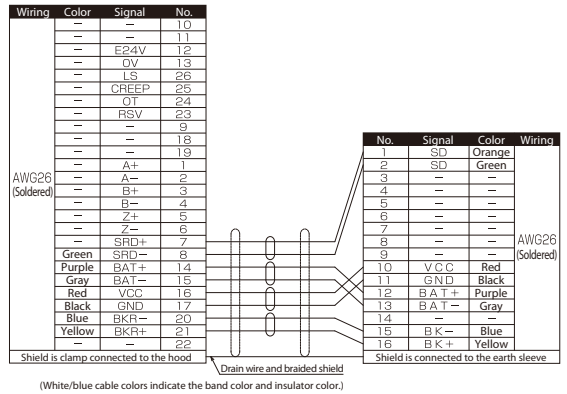 Wiring Color Signal No.
— — 10
— — 11
— E24V 12
— 0V 13
— LS 26
— CREEP 25
— OT 24
— RSV 23
— — 9
— — 18
— — 19
— A+ 1
— A— 2
— B+ 3
— B— 4
— Z+ 5
— Z— 6
— SRD+ 7
Green SRD— 8
Purple BAT+ 14
Gray BAT— 15
Red VCC 16
Black GND 17
Blue BKR— 20
Yellow BKR+ 21
— — 22
AWG26
(Soldered)
Shield is clamp connected to the hood
No. Signal Color Wiring
1 SD Orange
2 SD Green
3 — —
4 — —
5 — —
6 — —
7 — —
8 — —
9 — —
10 VCC Red
11 GND Black
12 BAT+ Purple
13 BAT— Gray
14 — —
15 BK— Blue
16 BK+ Yellow
AWG26
(Soldered)
Shield is connected to the earth sleeve
Drain wire and braided shield
(White/blue cable colors indicate the band color and insulator color.)